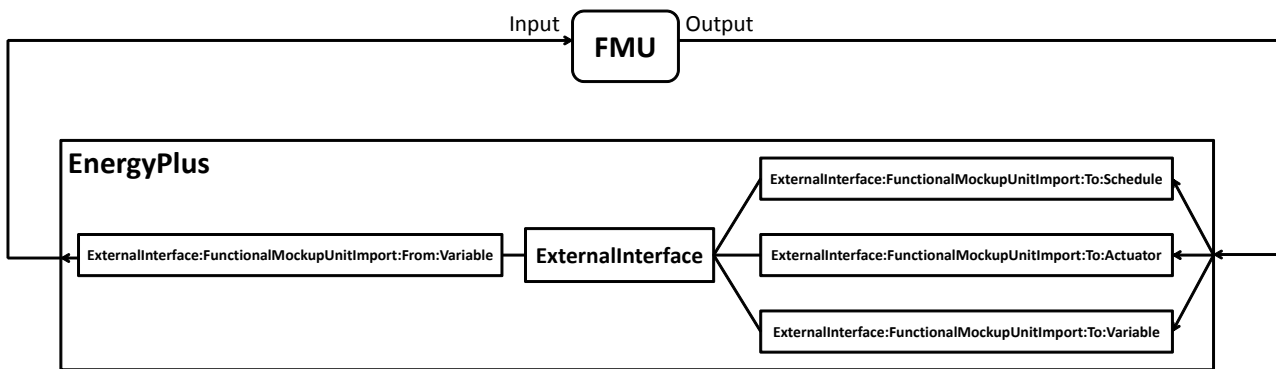 Input
FMU
Output
EnergyPlus
ExternalInterface:FunctionalMockupUnitImport:To:Schedule
ExternalInterface:FunctionalMockupUnitImport:From:Variable
ExternalInterface
ExternalInterface:FunctionalMockupUnitImport:To:Actuator
ExternalInterface:FunctionalMockupUnitImport:To:Variable